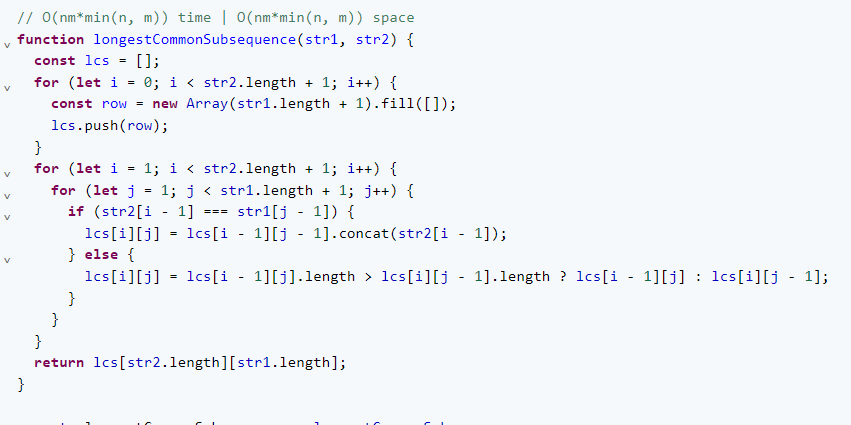 // O(nm*min(n, m)) time | O(nm*min(n, m)) space
function longestCommonSubsequence(str1, str2) {
  const lcs = [];
  for (let i = 0; i < str2.length + 1; i++) {
    const row = new Array(str1.length + 1).fill([]);
    lcs.push(row);
  }
  for (let i = 1; i < str2.length + 1; i++) {
    for (let j = 1; j < str1.length + 1; j++) {
      if (str2[i - 1] === str1[j - 1]) {
        lcs[i][j] = lcs[i - 1][j - 1].concat(str2[i - 1]);
      } else {
        lcs[i][j] = lcs[i - 1][j].length > lcs[i][j - 1].length ? lcs[i - 1][j] : lcs[i][j - 1];
      }
    }
  }
  return lcs[str2.length][str1.length];
}